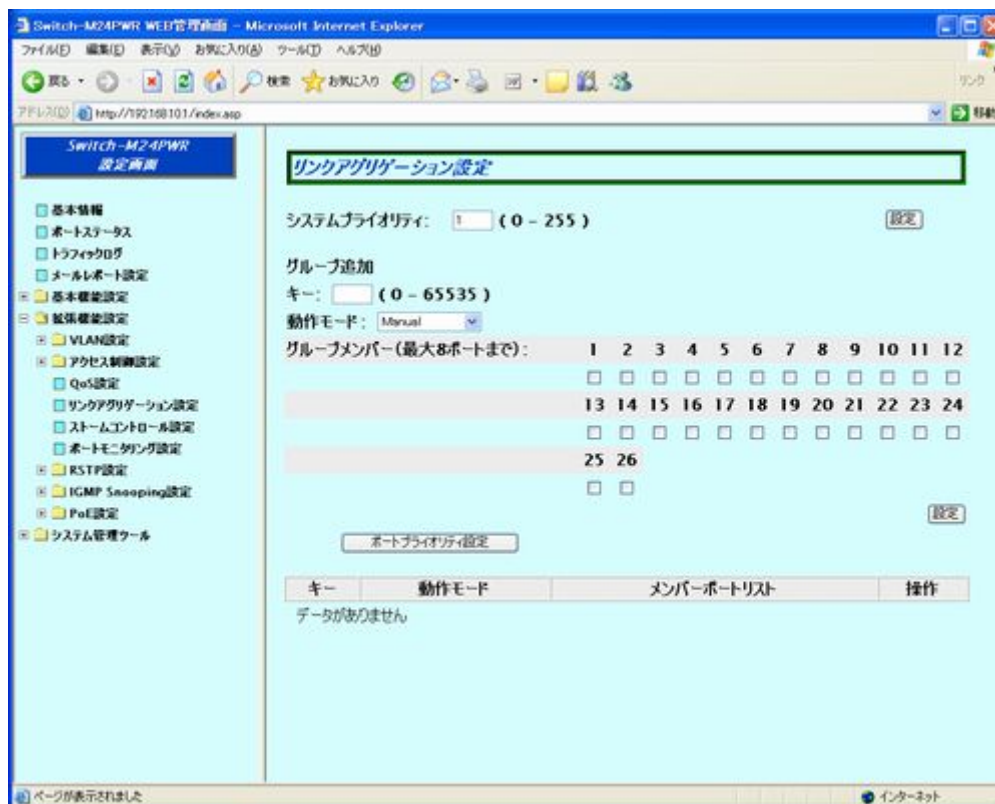 Switch-M24PWR WEB管理画面 - Microsoft Internet Explorer
ファイル(F) 編集(E) 表示(V) お気に入り(A) ツール(T) ヘルプ(H)
戻る 検索 お気に入り リンク
アドレス(D) http://192.168.10.1/index.asp 移動
Switch-M24PWR
設定画面
基本情報
ポートステータス
トラフィックログ
メールレポート設定
基本機能設定
拡張機能設定
VLAN設定
アクセス制御設定
QoS設定
リンクアグリゲーション設定
ストームコントロール設定
ポートモニタリング設定
RSTP設定
IGMP Snooping設定
PoE設定
システム管理ツール
リンクアグリゲーション設定
システムプライオリティ: 1 ( 0 - 255 ) 設定
グループ追加
キー: ( 0 - 65535 )
動作モード: Manual
グループメンバー(最大8ポートまで): 1 2 3 4 5 6 7 8 9 10 11 12
13 14 15 16 17 18 19 20 21 22 23 24
25 26
設定
ポートプライオリティ設定
キー 動作モード メンバーポートリスト 操作
データがありません
ページが表示されました インターネット